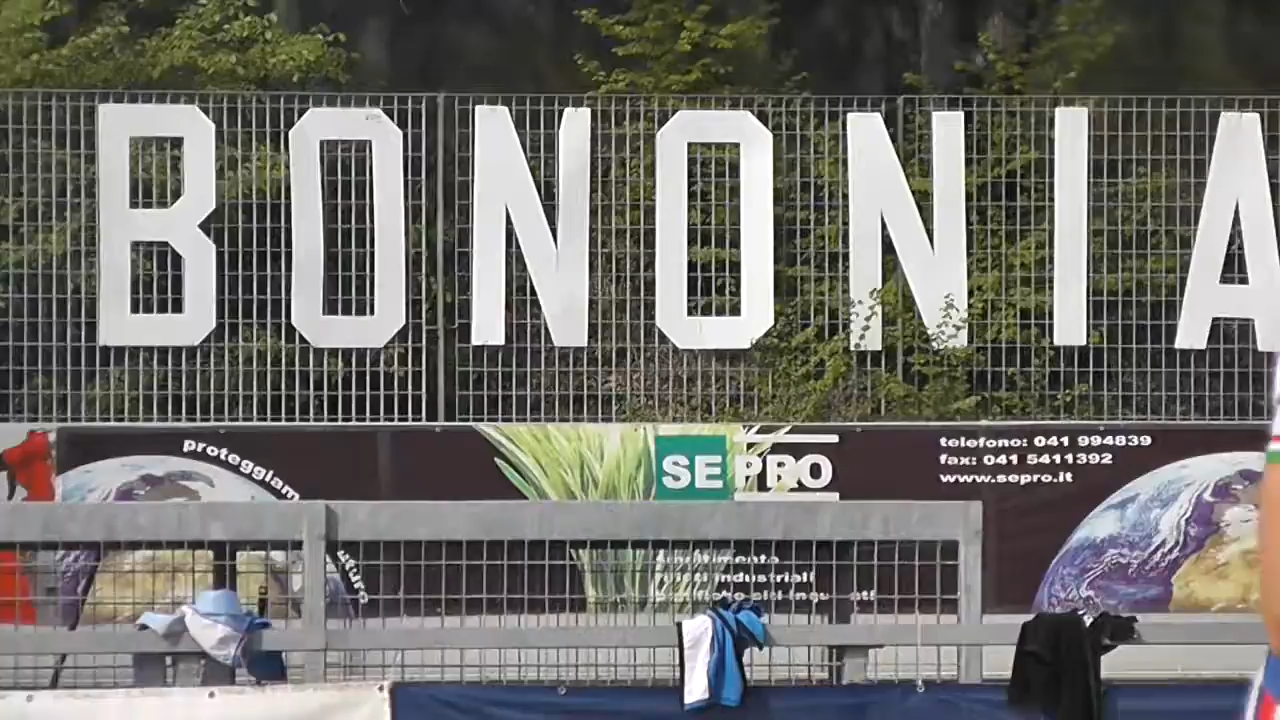 BONONIA
proteggiam
SEPRO
telefono: 041 994839
fax: 041 5411392
www.sepro.it
industriali